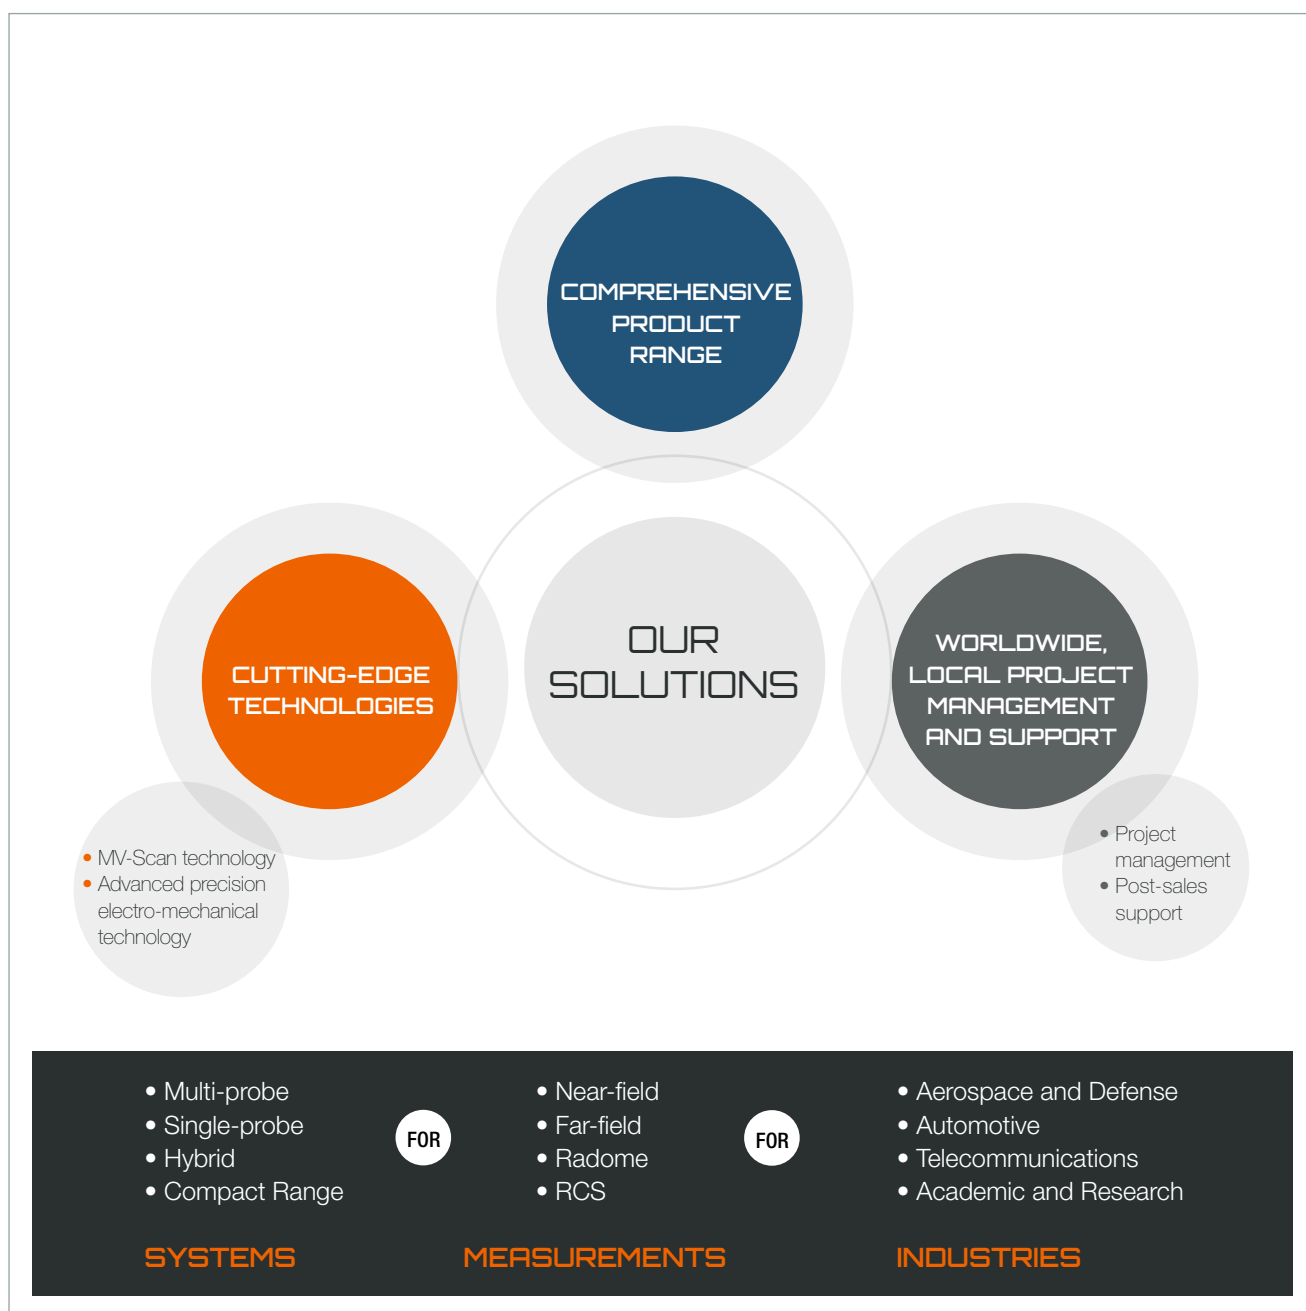 COMPREHENSIVE
PRODUCT
RANGE
OUR
SOLUTIONS
CUTTING-EDGE
TECHNOLOGIES
WORLDWIDE,
LOCAL PROJECT
MANAGEMENT
AND SUPPORT
• MV-Scan technology
• Advanced precision
electro-mechanical
technology
• Project
management
• Post-sales
support
• Multi-probe
• Single-probe
• Hybrid
• Compact Range
SYSTEMS
FOR
• Near-field
• Far-field
• Radome
• RCS
MEASUREMENTS
FOR
• Aerospace and Defense
• Automotive
• Telecommunications
• Academic and Research
INDUSTRIES